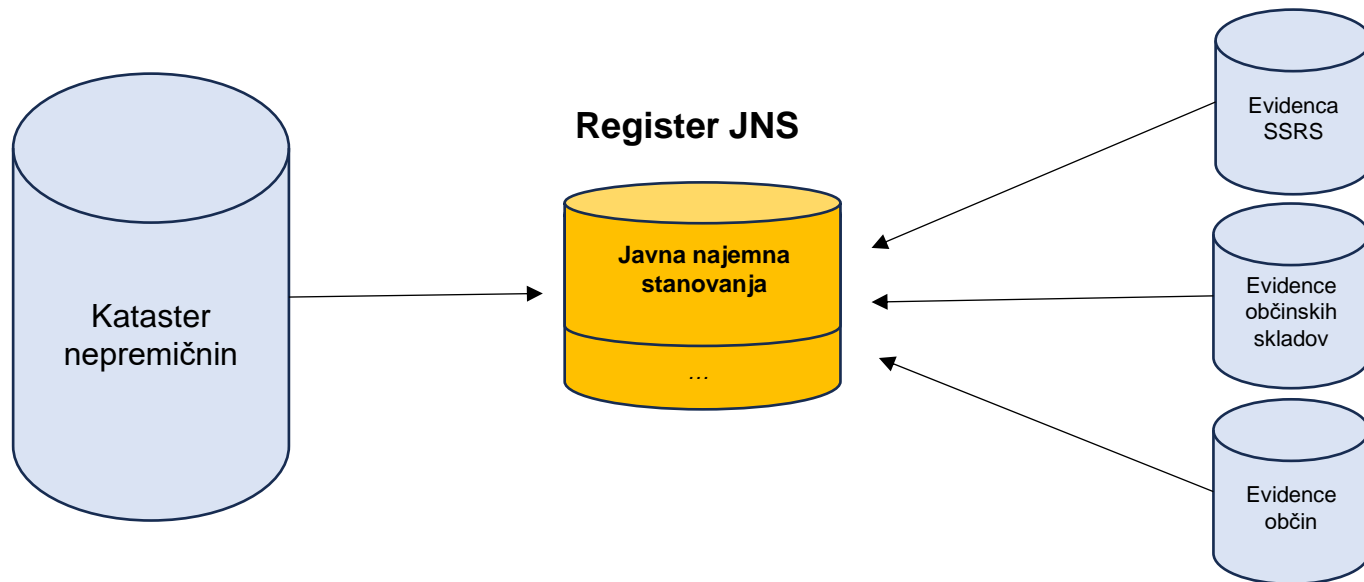 Kataster
nepremičnin
Register JNS
Javna najemna
stanovanja
...
Evidenca
SSRS
Evidence
občinskih
skladov
Evidence
občin